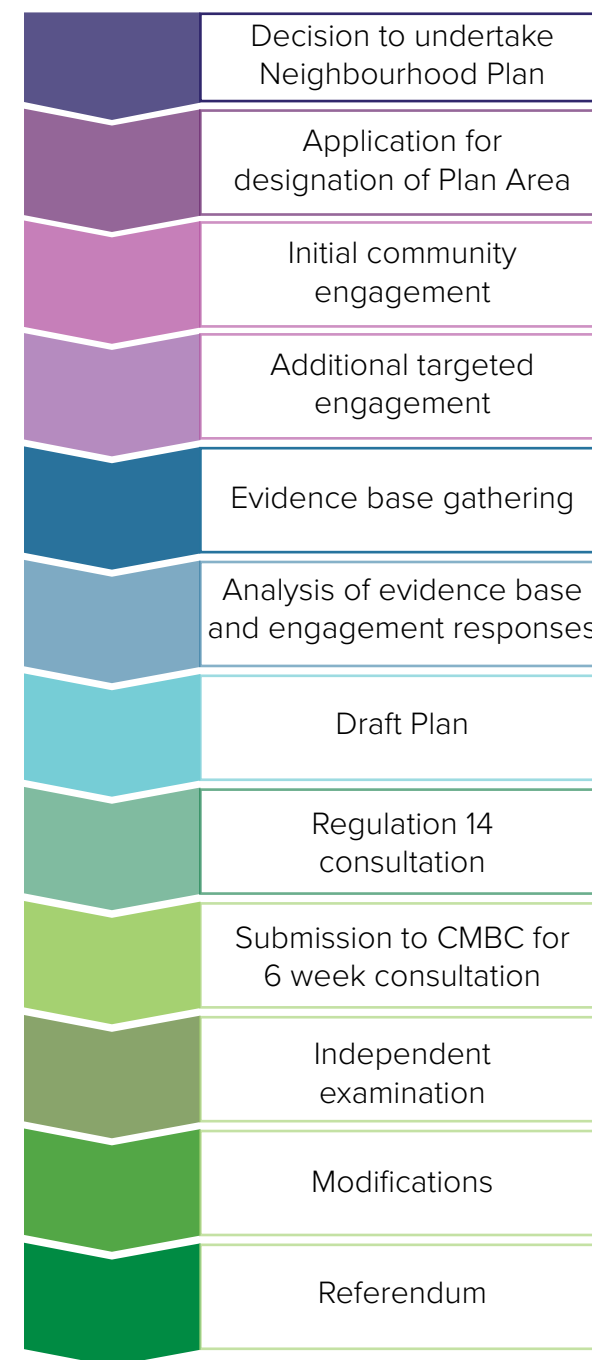 Decision to undertake
Neighbourhood Plan
Application for
designation of Plan Area
Initial community
engagement
Additional targeted
engagement
Evidence base gathering
Analysis of evidence base
and engagement responses
Draft Plan
Regulation 14
consultation
Submission to CMBC for
6 week consultation
Independent
examination
Modifications
Referendum